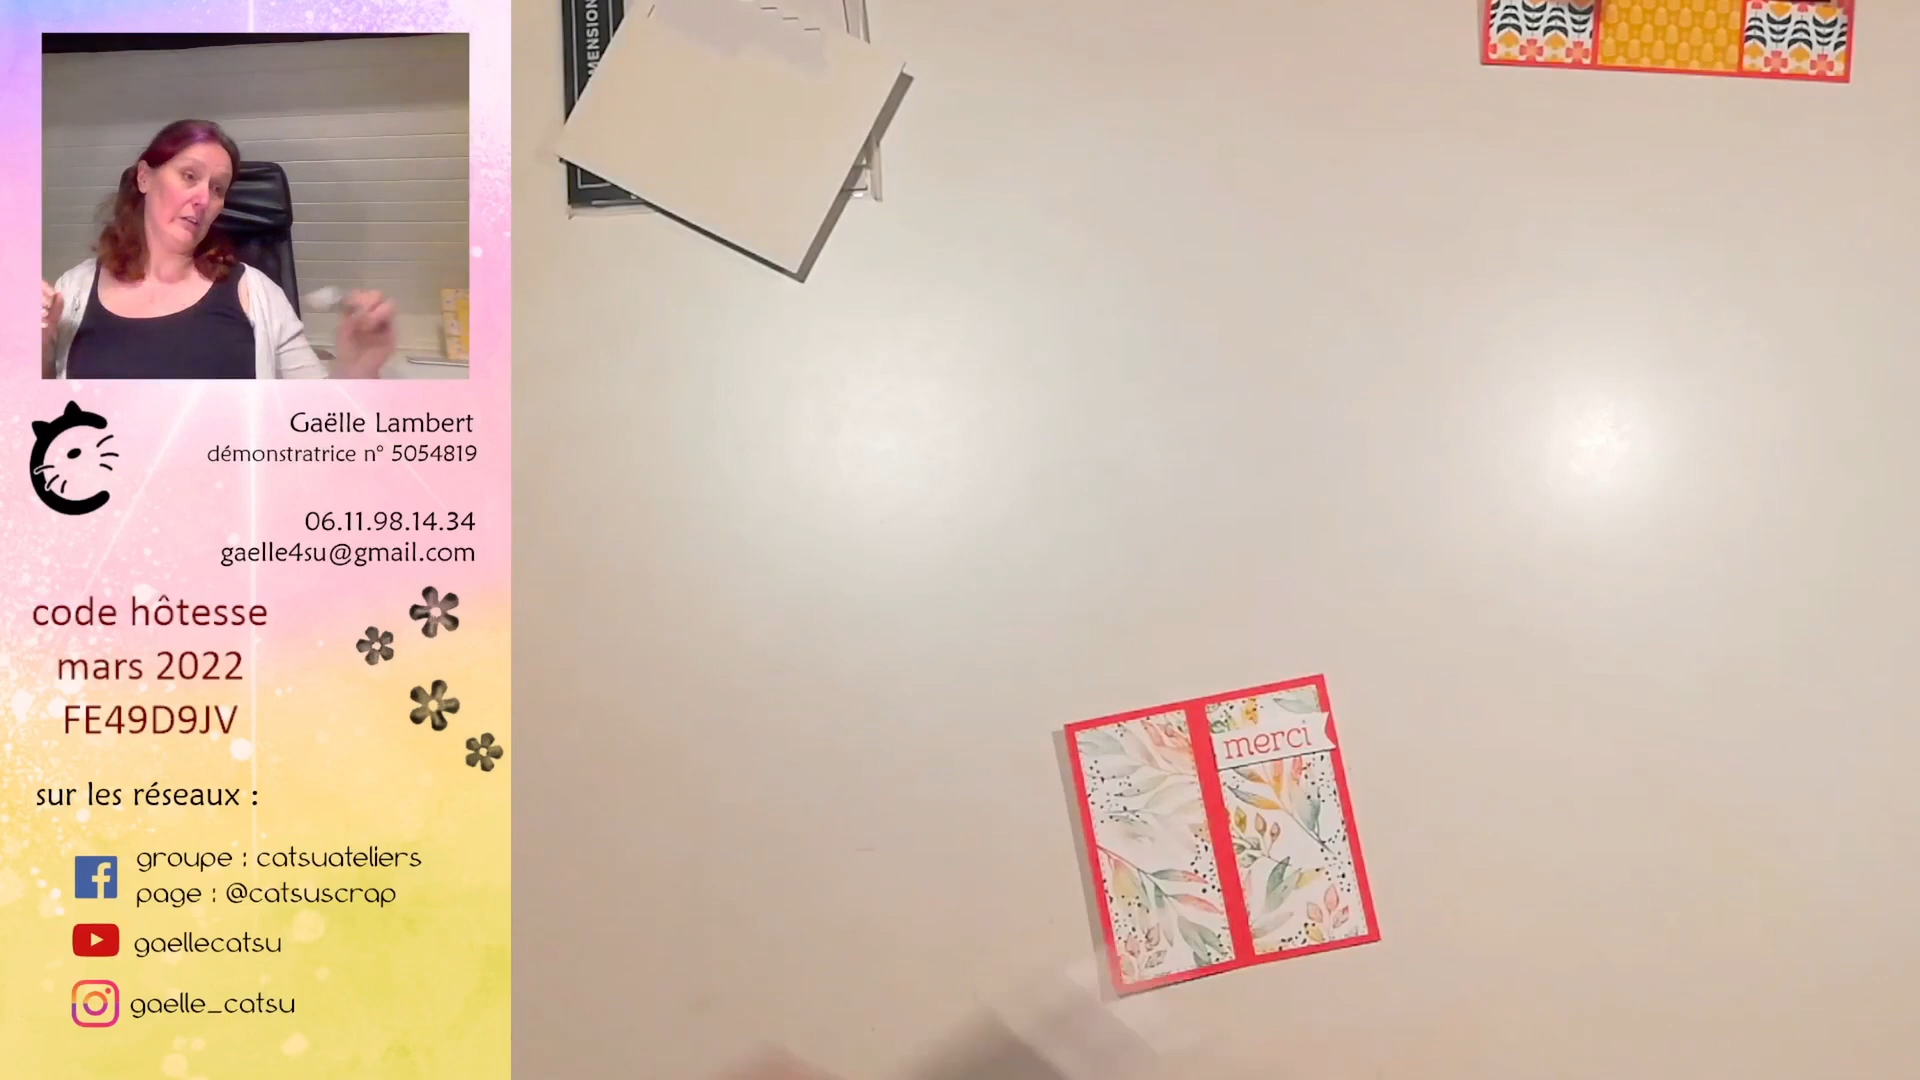 Gaëlle Lambert
démonstratrice n° 5054819
06.11.98.14.34
gaelle4su@gmail.com
code hôtesse
mars 2022
FE49D9JV
sur les réseaux :
groupe : catsuateliers
page : @catsuscrap
gaellecatsu
gaelle_catsu
MENSION
merci